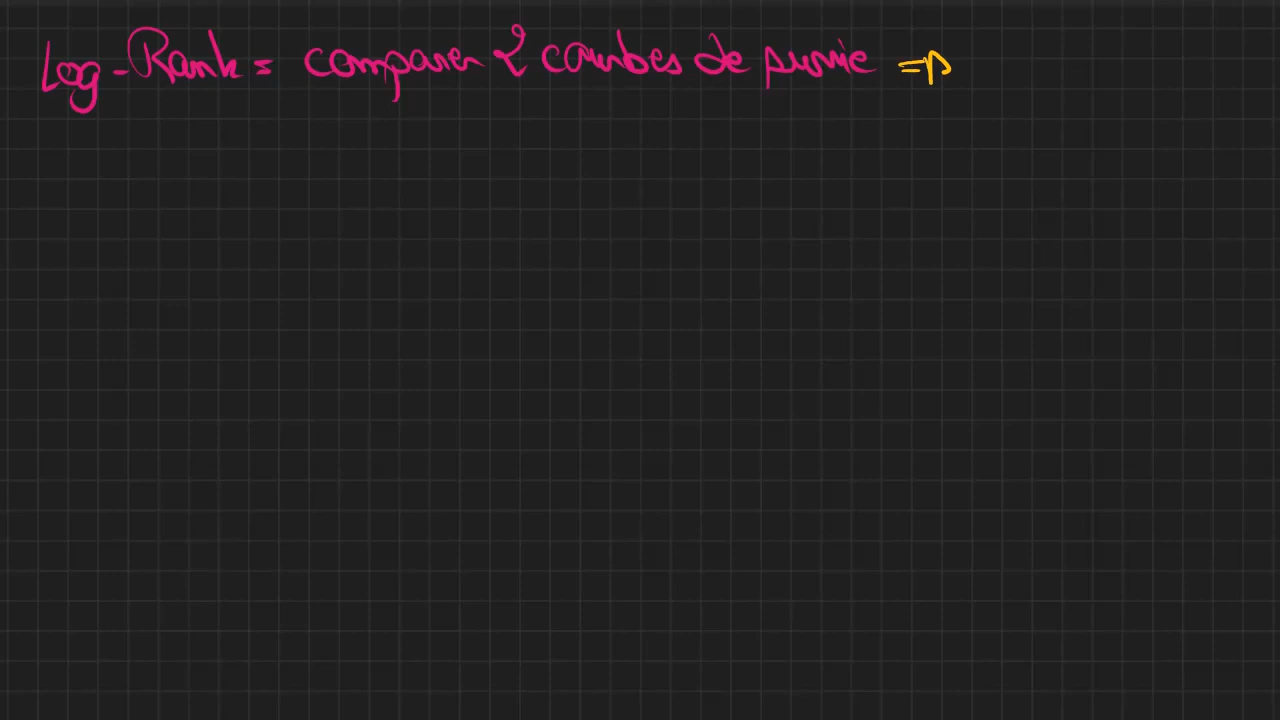 Log-Rank = comparer 2 courbes de survie =>